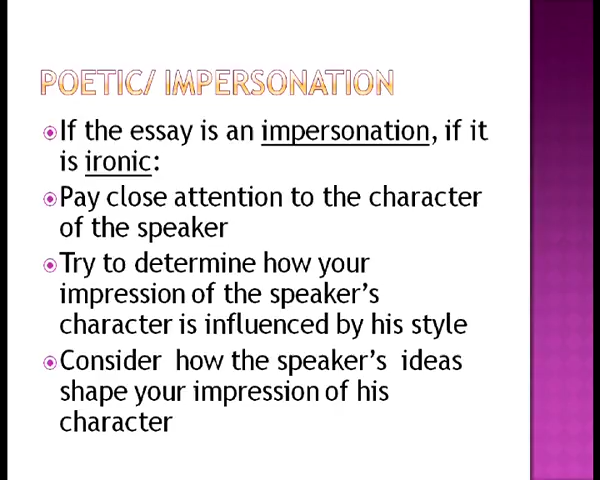 POETIC/ IMPERSONATION
If the essay is an impersonation, if it
is ironic:
Pay close attention to the character
of the speaker
Try to determine how your
impression of the speaker's
character is influenced by his style
Consider how the speaker's ideas
shape your impression of his
character